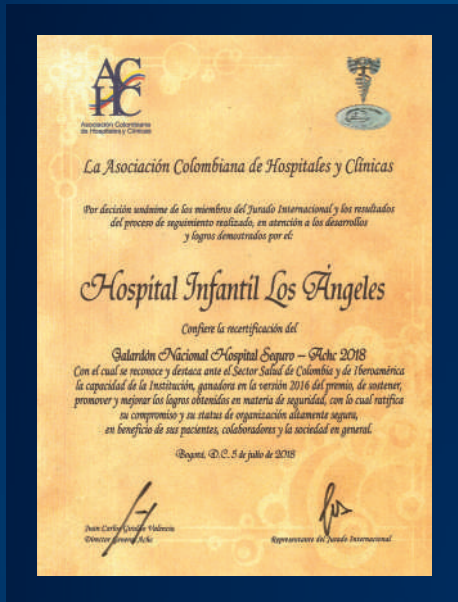 ACHC
Asociación Colombiana
de Hospitales y Clínicas
La Asociación Colombiana de Hospitales y Clínicas
Por decisión unánime de los miembros del Jurado Internacional y los resultados
del proceso de seguimiento realizado, en atención a los desarrollos
y logros demostrados por el:
Hospital Infantil Los Ángeles
Confiere la recertificación del
Galardón Nacional Hospital Seguro – Achc 2018
Con el cual se reconoce y destaca ante el Sector Salud de Colombia y de Iberoamérica
la capacidad de la Institución, ganadora en la versión 2016 del premio, de sostener,
promover y mejorar los logros obtenidos en materia de seguridad, con lo cual ratifica
su compromiso y su status de organización altamente segura,
en beneficio de sus pacientes, colaboradores y la sociedad en general.
Bogotá, D.C. 5 de julio de 2018
Juan Carlos Giraldo Valencia
Director General Achc
Representante del Jurado Internacional